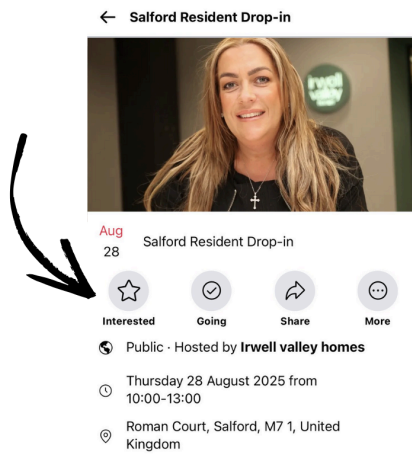 Salford Resident Drop-in
irwell
valley
homes
Aug
28
Salford Resident Drop-in
Interested
Going
Share
More
Public · Hosted by Irwell valley homes
Thursday 28 August 2025 from
10:00-13:00
Roman Court, Salford, M7 1, United
Kingdom